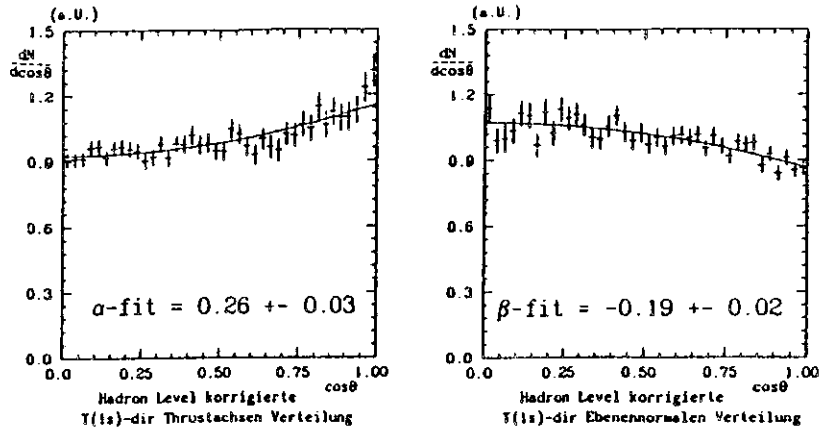 (a.U.)
1.5
dN
dcosθ
1.2
0.9
0.6
0.3
0.0
α-fit = 0.26 +- 0.03
0.0 0.25 0.50 0.75 1.00
cosθ
Hadron Level korrigierte
T(1s)-dir Thrustachsen Verteilung
(a.U.)
1.5
dN
dcosθ
1.2
0.9
0.6
0.3
0.0
β-fit = -0.19 +- 0.02
0.0 0.25 0.50 0.75 1.00
cosθ
Hadron Level korrigierte
T(1s)-dir Ebenennormalen Verteilung